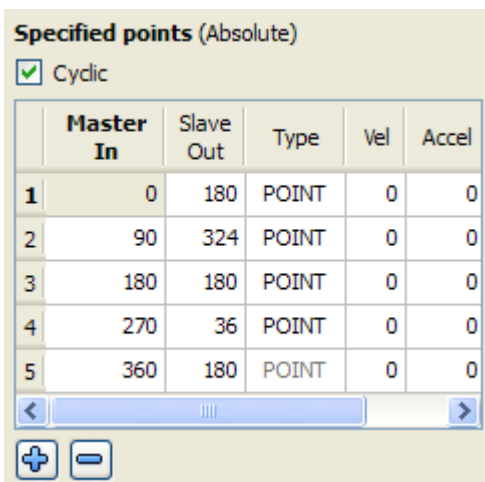 Specified points (Absolute)
Cyclic
Master In Slave Out Type Vel Accel
1 0 180 POINT 0 0
2 90 324 POINT 0 0
3 180 180 POINT 0 0
4 270 36 POINT 0 0
5 360 180 POINT 0 0